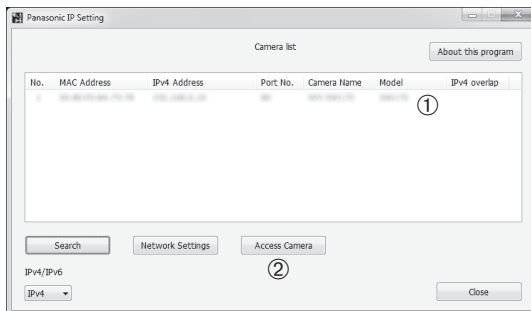 Panasonic IP Setting
Camera list
About this program
No. MAC Address IPv4 Address Port No. Camera Name Model IPv4 overlap
①
Search Network Settings Access Camera
②
IPv4/IPv6
IPv4 Close